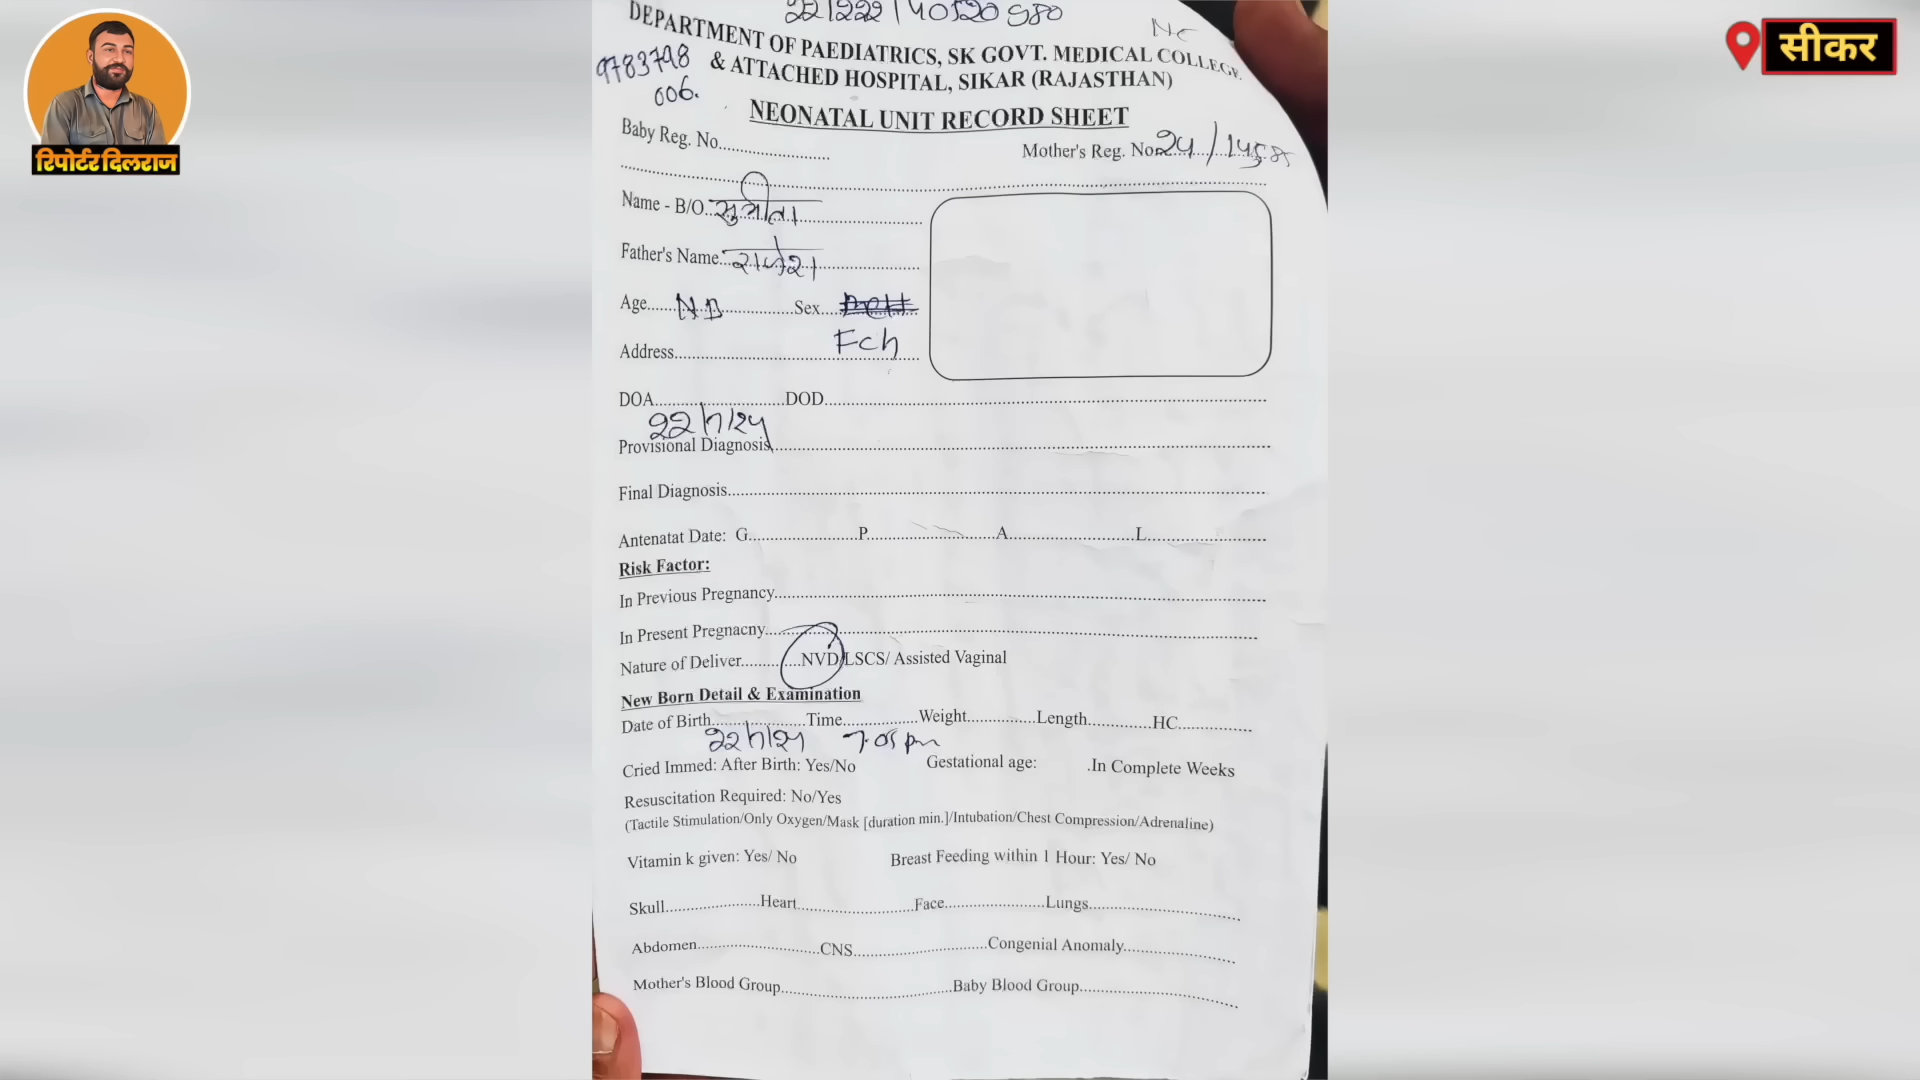 22/222/40520980
Nc
DEPARTMENT OF PAEDIATRICS, SK GOVT. MEDICAL COLLEGE
& ATTACHED HOSPITAL, SIKAR (RAJASTHAN)
9783798
006.
NEONATAL UNIT RECORD SHEET
Baby Reg. No.
Mother's Reg. No. 24/1458
Name - B/O. सुनीता
Father's Name. राजेश
Age. NB Sex. Fch
Address.
DOA. DOD.
22/7/24
Provisional Diagnosis.
Final Diagnosis.
Antenatat Date: G. P. A. L.
Risk Factor:
In Previous Pregnancy.
In Present Pregnacny.
Nature of Deliver. NVD/LSCS/ Assisted Vaginal
New Born Detail & Examination
Date of Birth. Time. Weight. Length. HC.
22/7/24 7.05 pm
Cried Immed: After Birth: Yes/No Gestational age: .In Complete Weeks
Resuscitation Required: No/Yes
(Tactile Stimulation/Only Oxygen/Mask [duration min.]/Intubation/Chest Compression/Adrenaline)
Vitamin k given: Yes/ No Breast Feeding within 1 Hour: Yes/ No
Skull. Heart. Face. Lungs.
Abdomen. CNS. Congenial Anomaly.
Mother's Blood Group. Baby Blood Group.
रिपोर्टर दिलराज
सीकर